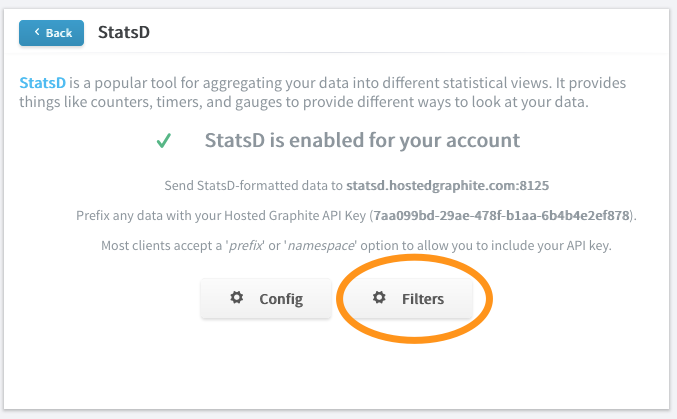 Back StatsD
StatsD is a popular tool for aggregating your data into different statistical views. It provides
things like counters, timers, and gauges to provide different ways to look at your data.
StatsD is enabled for your account
Send StatsD-formatted data to statsd.hostedgraphite.com:8125
Prefix any data with your Hosted Graphite API Key (7aa099bd-29ae-478f-b1aa-6b4b4e2ef878).
Most clients accept a 'prefix' or 'namespace' option to allow you to include your API key.
Config Filters